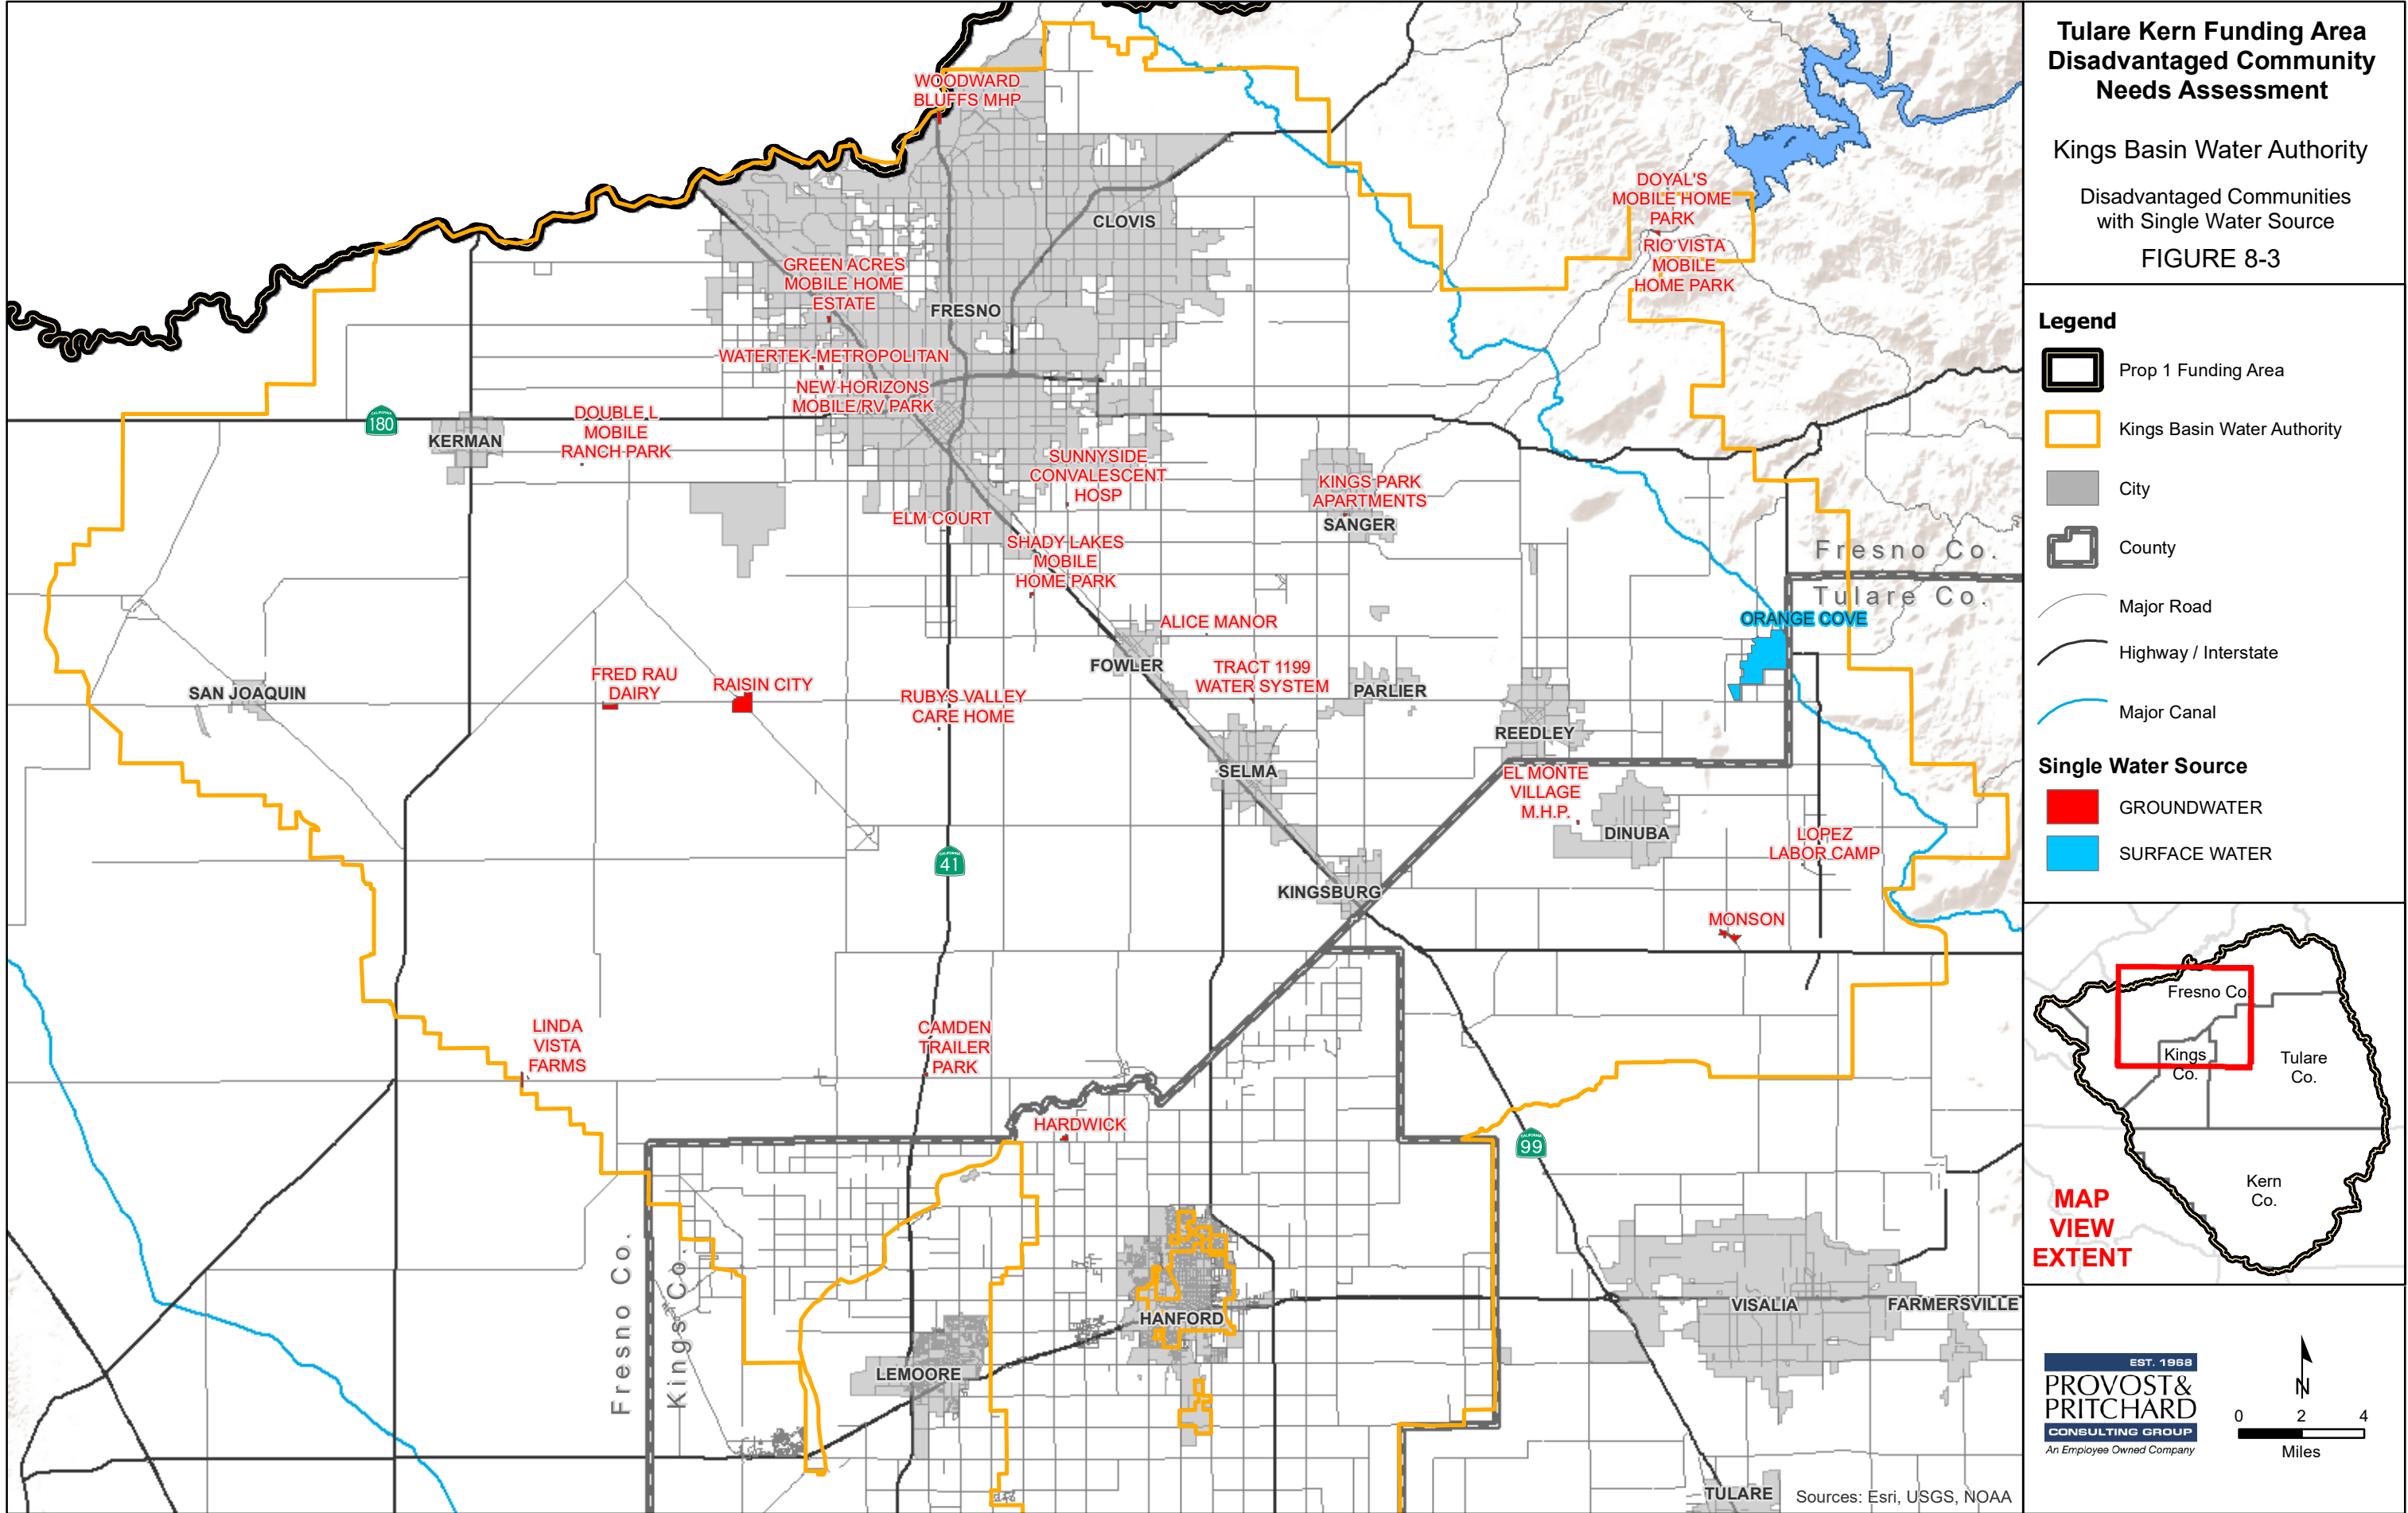 Tulare Kern Funding Area
Disadvantaged Community
Needs Assessment
Kings Basin Water Authority
Disadvantaged Communities
with Single Water Source
FIGURE 8-3
Legend
Prop 1 Funding Area
Kings Basin Water Authority
City
County
Major Road
Highway / Interstate
Major Canal
Single Water Source
GROUNDWATER
SURFACE WATER
Fresno Co.
Kings
Co.
Tulare
Co.
Kern
Co.
MAP
VIEW
EXTENT
EST. 1968
PROVOST&
PRITCHARD
CONSULTING GROUP
An Employee Owned Company
N
0 2 4
Miles
WOODWARD
BLUFFS MHP
CLOVIS
DOYAL'S
MOBILE HOME
PARK
RIO VISTA
MOBILE
HOME PARK
GREEN ACRES
MOBILE HOME
ESTATE
FRESNO
WATERTEK-METROPOLITAN
NEW HORIZONS
MOBILE/RV PARK
CALIFORNIA
180
KERMAN
DOUBLE L
MOBILE
RANCH PARK
SUNNYSIDE
CONVALESCENT
HOSP
KINGS PARK
APARTMENTS
SANGER
ELM COURT
SHADY LAKES
MOBILE
HOME PARK
Fresno Co.
Tulare Co.
ORANGE COVE
ALICE MANOR
FOWLER
TRACT 1199
WATER SYSTEM
PARLIER
SAN JOAQUIN
FRED RAU
DAIRY
RAISIN CITY
RUBYS VALLEY
CARE HOME
REEDLEY
SELMA
EL MONTE
VILLAGE
M.H.P.
DINUBA
LOPEZ
LABOR CAMP
CALIFORNIA
41
KINGSBURG
MONSON
LINDA
VISTA
FARMS
CAMDEN
TRAILER
PARK
HARDWICK
CALIFORNIA
99
Fresno Co.
Kings Co.
HANFORD
LEMOORE
VISALIA
FARMERSVILLE
TULARE
Sources: Esri, USGS, NOAA